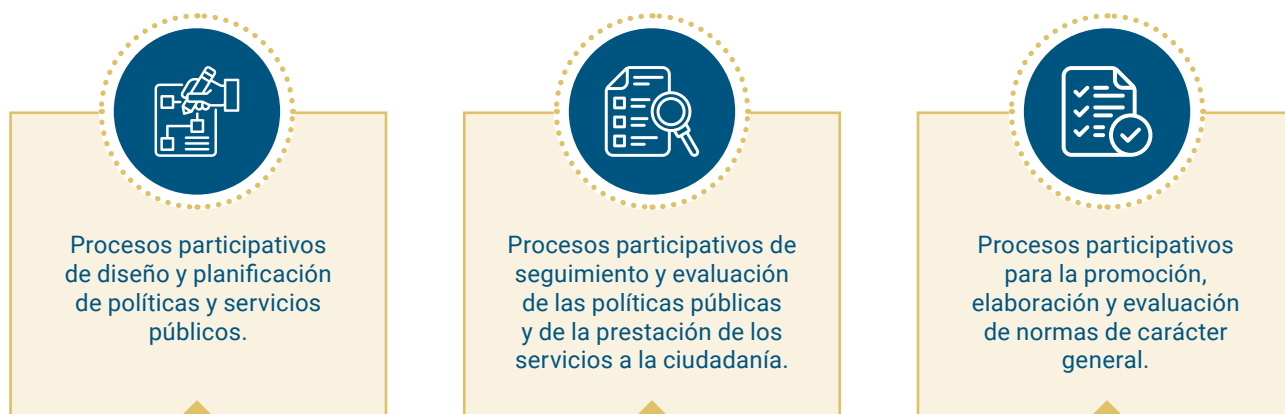 Procesos participativos
de diseño y planificación
de políticas y servicios
públicos.
Procesos participativos de
seguimiento y evaluación
de las políticas públicas
y de la prestación de los
servicios a la ciudadanía.
Procesos participativos
para la promoción,
elaboración y evaluación
de normas de carácter
general.